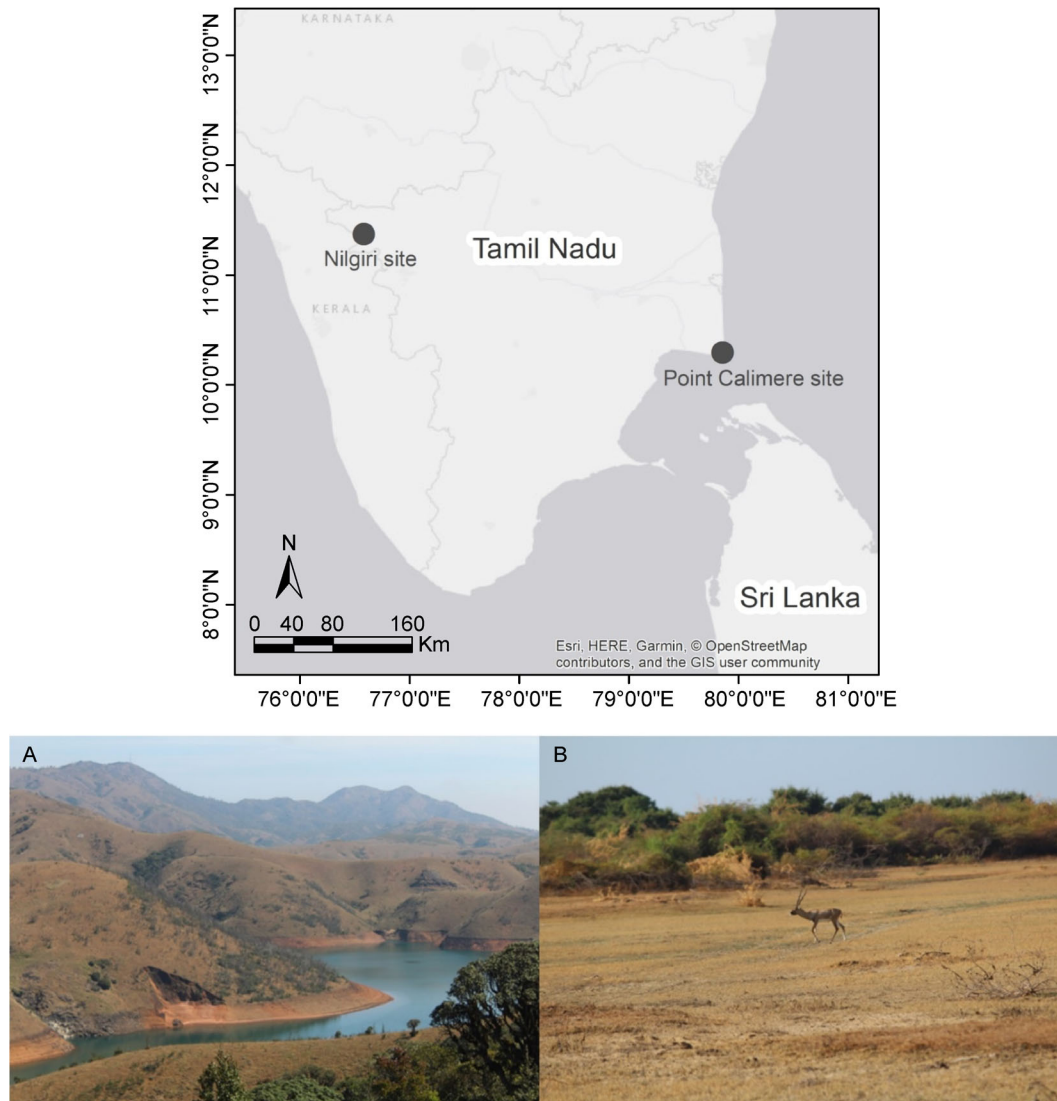 KARNATAKA
13°0'0"N
12°0'0"N
11°0'0"N
10°0'0"N
9°0'0"N
8°0'0"N
Nilgiri site
Tamil Nadu
KERALA
Point Calimere site
Sri Lanka
N
0 40 80 160
Km
Esri, HERE, Garmin, © OpenStreetMap
contributors, and the GIS user community
76°0'0"E 77°0'0"E 78°0'0"E 79°0'0"E 80°0'0"E 81°0'0"E
A
B